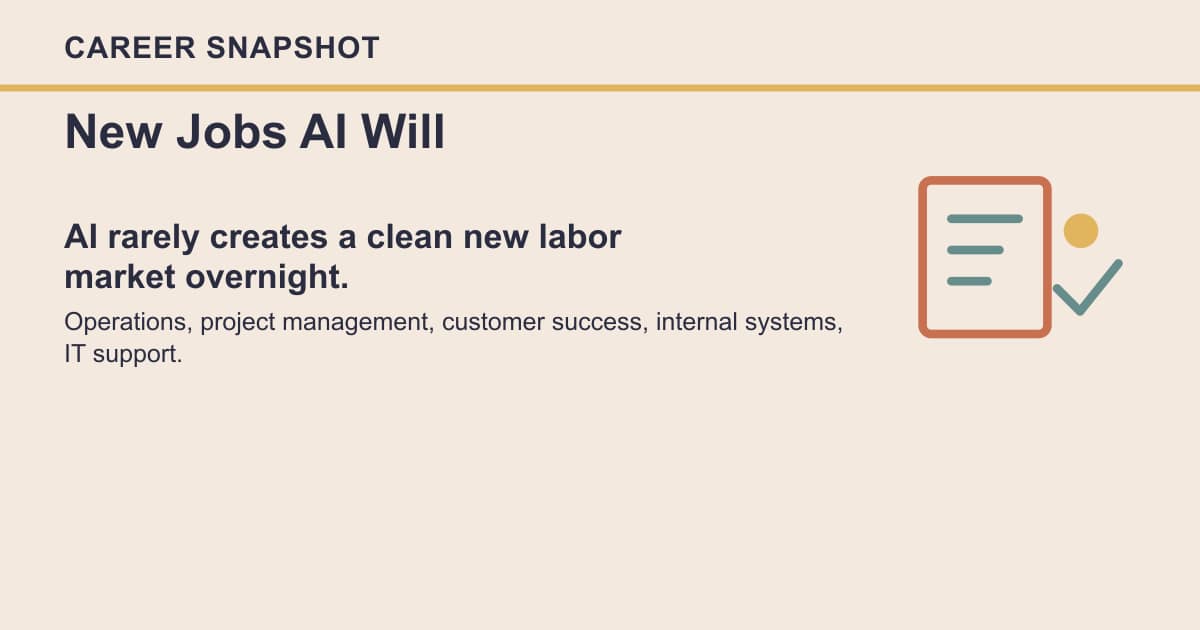 CAREER SNAPSHOT
New Jobs AI Will
AI rarely creates a clean new labor
market overnight.
Operations, project management, customer success, internal systems,
IT support.